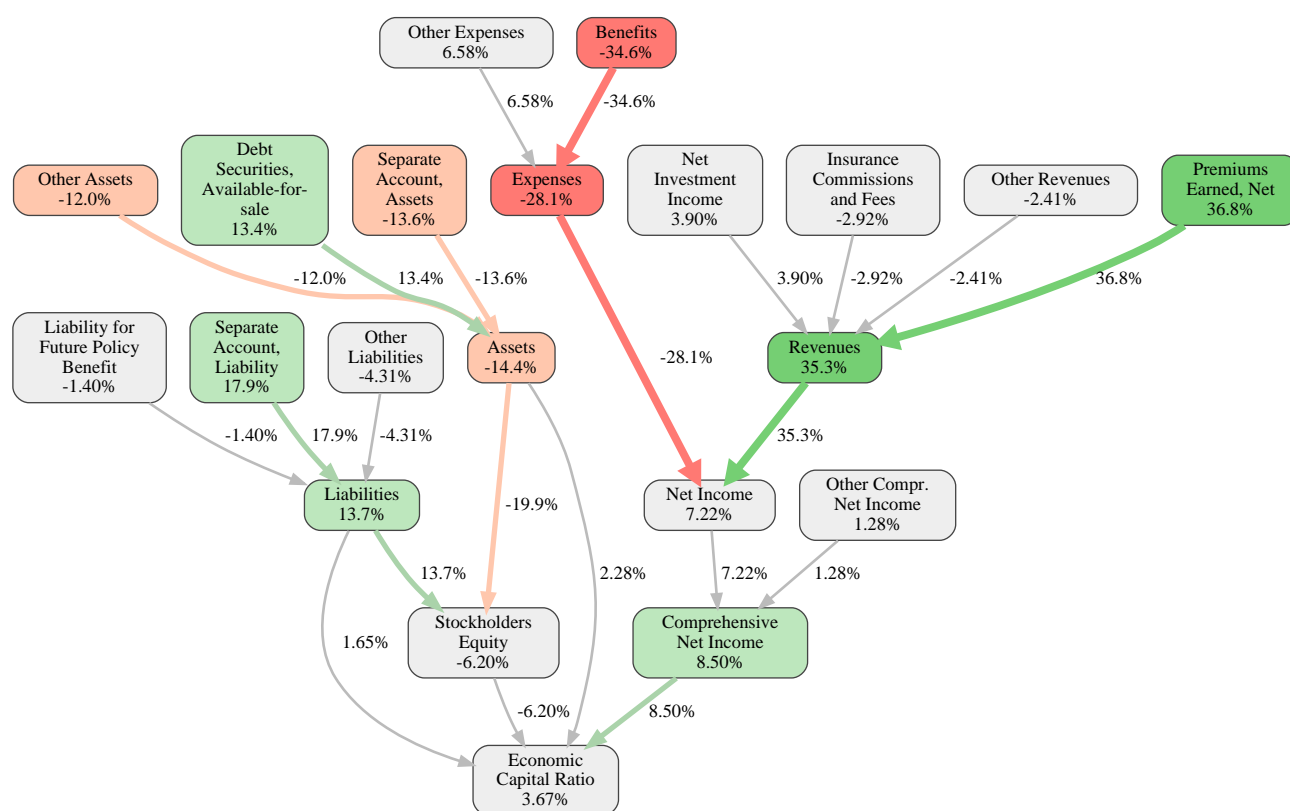 Other Expenses
6.58%
Benefits
-34.6%
6.58%
-34.6%
Other Assets
-12.0%
Debt
Securities,
Available-for-
sale
13.4%
Separate
Account,
Assets
-13.6%
Expenses
-28.1%
Net
Investment
Income
3.90%
Insurance
Commissions
and Fees
-2.92%
Other Revenues
-2.41%
Premiums
Earned, Net
36.8%
-12.0%
13.4%
-13.6%
3.90%
-2.92%
-2.41%
36.8%
Liability for
Future Policy
Benefit
-1.40%
Separate
Account,
Liability
17.9%
Other
Liabilities
-4.31%
Assets
-14.4%
-28.1%
Revenues
35.3%
-1.40%
17.9%
-4.31%
35.3%
Liabilities
13.7%
-19.9%
Net Income
7.22%
Other Compr.
Net Income
1.28%
13.7%
2.28%
7.22%
1.28%
1.65%
Stockholders
Equity
-6.20%
Comprehensive
Net Income
8.50%
-6.20%
8.50%
Economic
Capital Ratio
3.67%